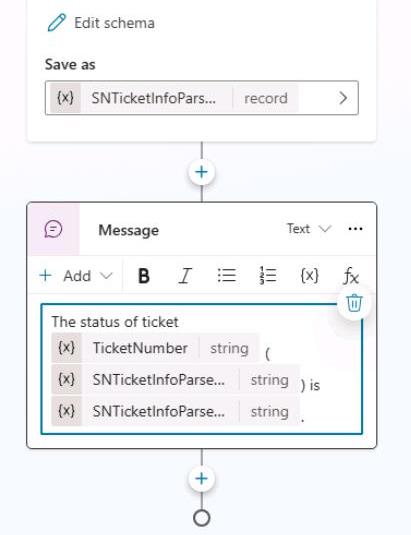 Edit schema
Save as
{x} SNTicketInfoPars... record
Message Text
+ Add B I {x} fx
The status of ticket
{x} TicketNumber string (
{x} SNTicketInfoParse... string ) is
{x} SNTicketInfoParse... string .